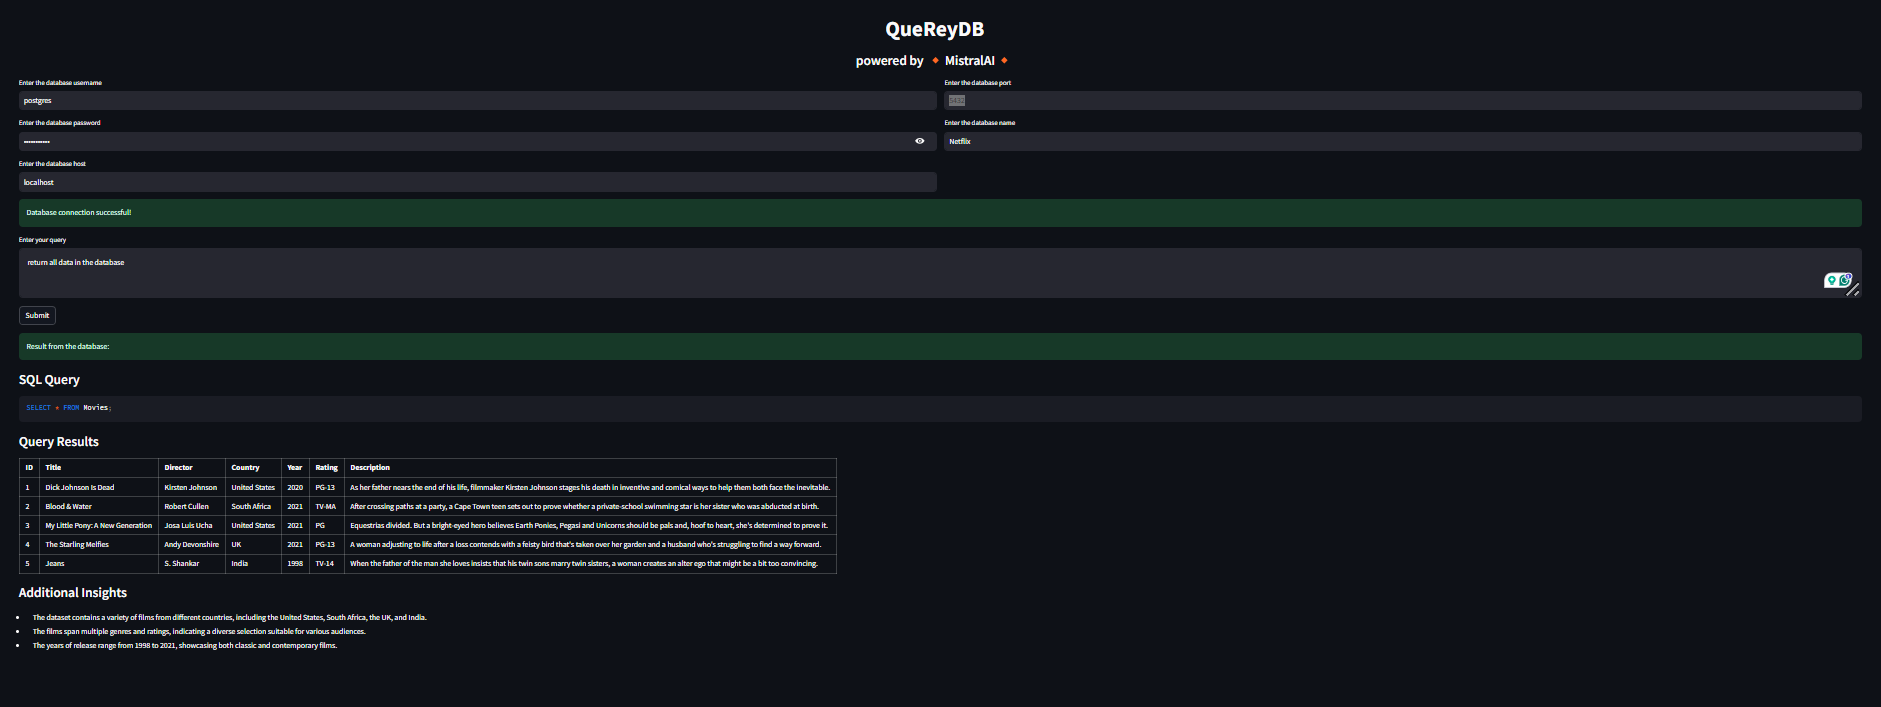 QueReyDB
powered by 🔸 MistralAI 🔸
Enter the database username
postgres
Enter the database port
5432
Enter the database password
Enter the database name
Netflix
Enter the database host
localhost
Database connection successful!
Enter your query
return all data in the database
Submit
Result from the database:
SQL Query
SELECT * FROM Movies;
Query Results
ID Title Director Country Year Rating Description
1 Dick Johnson Is Dead Kirsten Johnson United States 2020 PG-13 As her father nears the end of his life, filmmaker Kirsten Johnson stages his death in inventive and comical ways to help them both face the inevitable.
2 Blood & Water Robert Cullen South Africa 2021 TV-MA After crossing paths at a party, a Cape Town teen sets out to prove whether a private-school swimming star is her sister who was abducted at birth.
3 My Little Pony: A New Generation Josa Luis Ucha United States 2021 PG Equestrias divided. But a bright-eyed hero believes Earth Ponies, Pegasi and Unicorns should be pals and, hoof to heart, she's determined to prove it.
4 The Starling Melfies Andy Devonshire UK 2021 PG-13 A woman adjusting to life after a loss contends with a feisty bird that's taken over her garden and a husband who's struggling to find a way forward.
5 Jeans S. Shankar India 1998 TV-14 When the father of the man she loves insists that his twin sons marry twin sisters, a woman creates an alter ego that might be a bit too convincing.
Additional Insights
• The dataset contains a variety of films from different countries, including the United States, South Africa, the UK, and India.
• The films span multiple genres and ratings, indicating a diverse selection suitable for various audiences.
• The years of release range from 1998 to 2021, showcasing both classic and contemporary films.